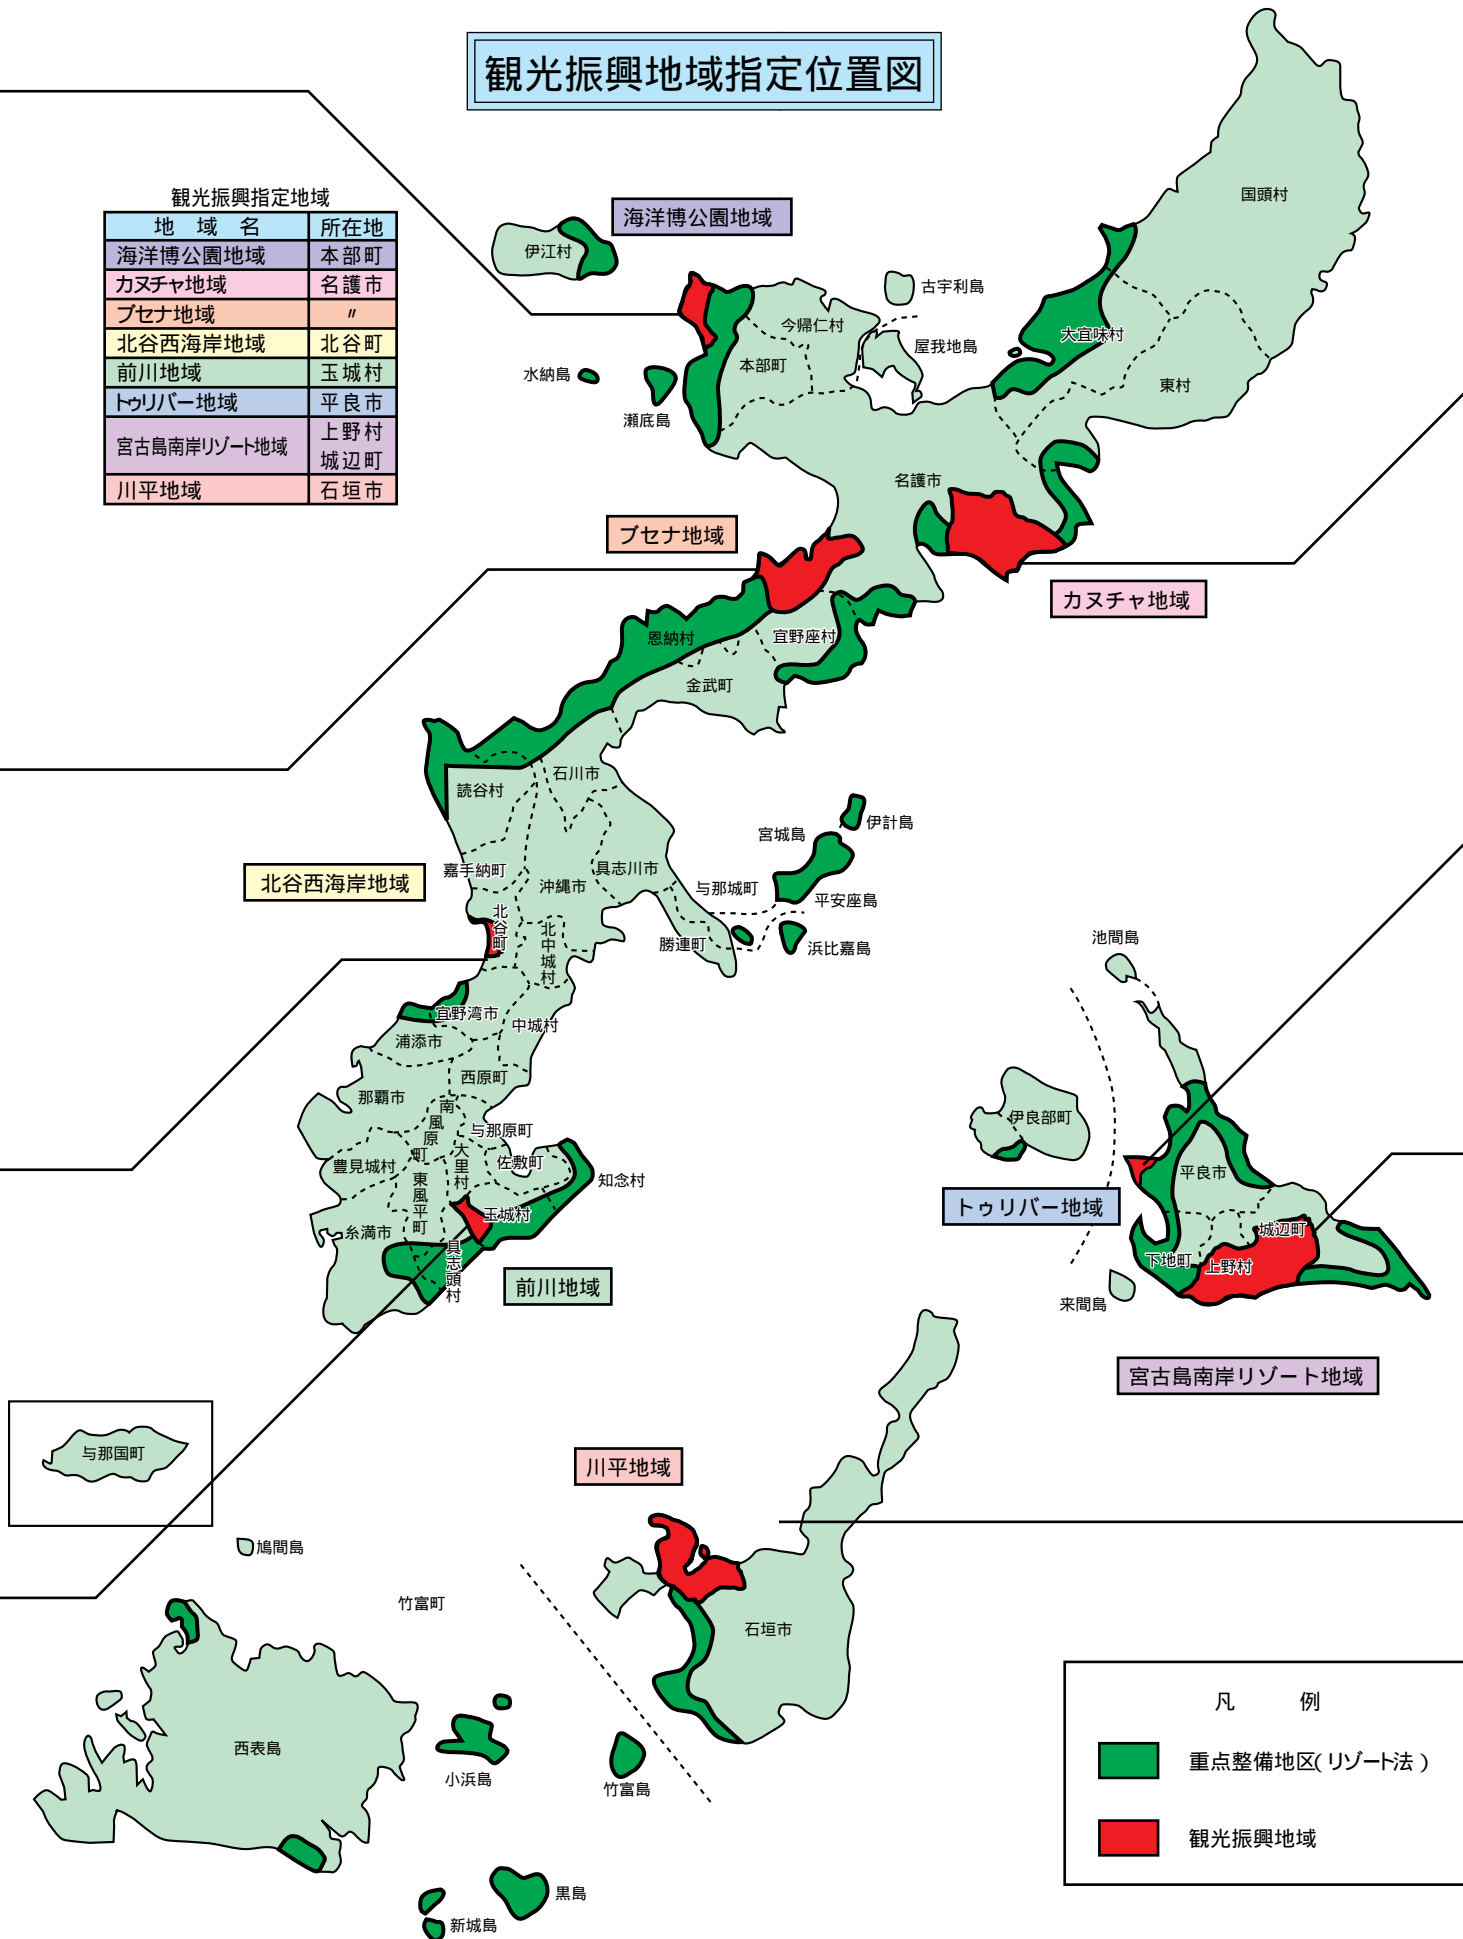 観光振興地域指定位置図
観光振興指定地域
地 域 名 所在地
海洋博公園地域 本部町
カヌチャ地域 名護市
ブセナ地域 〃
北谷西海岸地域 北谷町
前川地域 玉城村
トゥリバー地域 平良市
宮古島南岸リゾート地域 上野村
城辺町
川平地域 石垣市
海洋博公園地域
国頭村
伊江村
古宇利島
今帰仁村
大宜味村
屋我地島
本部町
水納島
東村
瀬底島
名護市
ブセナ地域
カヌチャ地域
恩納村
宜野座村
金武町
石川市
読谷村
伊計島
宮城島
嘉手納町
具志川市
北谷西海岸地域
沖縄市
与那城町
平安座島
北谷町
北中城村
勝連町
浜比嘉島
池間島
宜野湾市
中城村
浦添市
西原町
那覇市
南風原町
伊良部町
与那原町
大里村
佐敷町
豊見城村
平良市
知念村
東風平町
トゥリバー地域
玉城村
糸満市
城辺町
具志頭村
下地町
上野村
前川地域
来間島
宮古島南岸リゾート地域
与那国町
川平地域
鳩間島
竹富町
石垣市
西表島
小浜島
竹富島
黒島
新城島
凡 例
重点整備地区(リゾート法)
観光振興地域